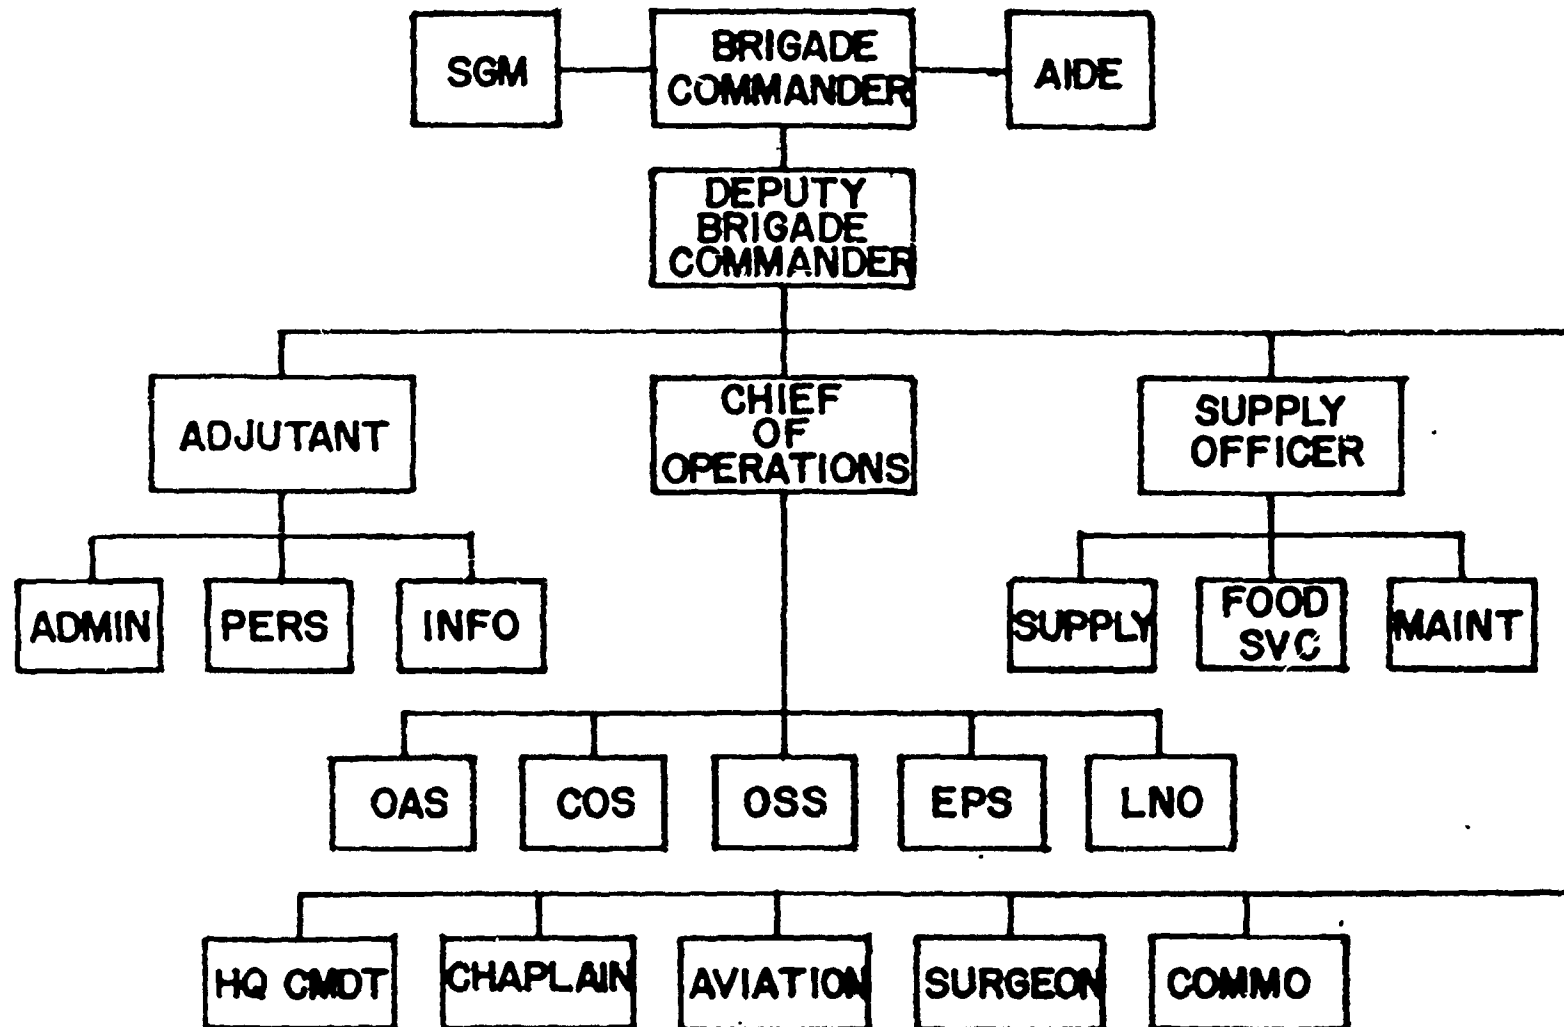 SGM
BRIGADE
COMMANDER
AIDE
DEPUTY
BRIGADE
COMMANDER
ADJUTANT
CHIEF
OF
OPERATIONS
SUPPLY
OFFICER
ADMIN
PERS
INFO
SUPPLY
FOOD
SVC
MAINT
OAS
COS
OSS
EPS
LNO
HQ CMDT
CHAPLAIN
AVIATION
SURGEON
COMMO